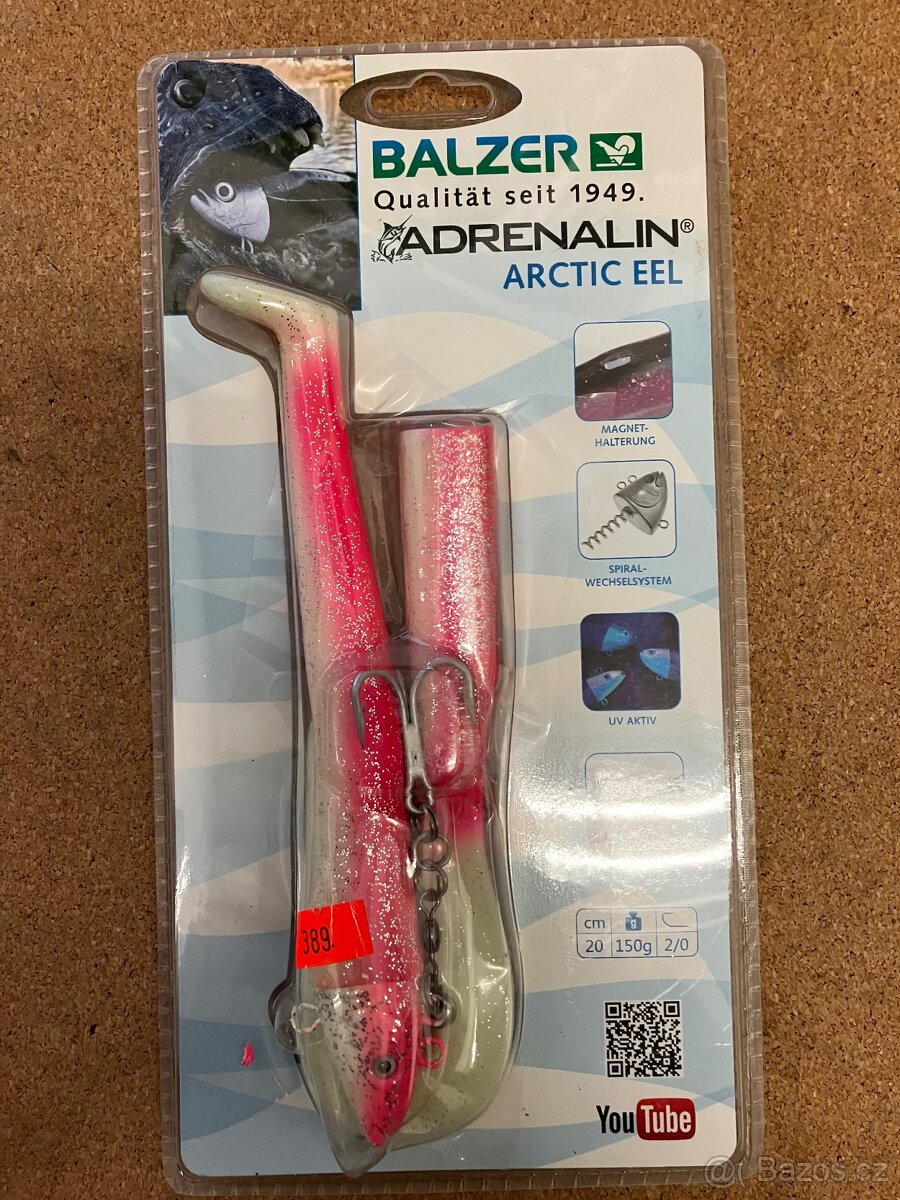 BALZER
Qualität seit 1949.
ADRENALIN®
ARCTIC EEL
MAGNET-
HALTERUNG
SPIRAL-
WECHSELSYSTEM
UV AKTIV
cm g
20 150g 2/0
389.
YouTube
@ Bazos.cz